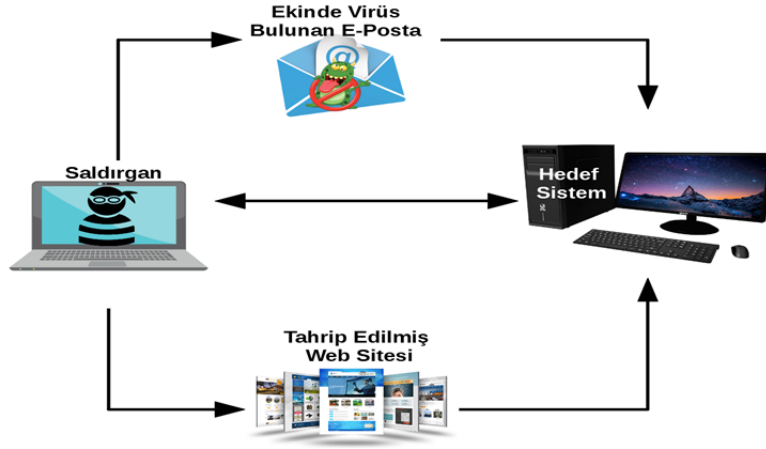 Ekinde Virüs
Bulunan E-Posta
@
Saldırgan
Hedef
Sistem
Tahrip Edilmiş
Web Sitesi